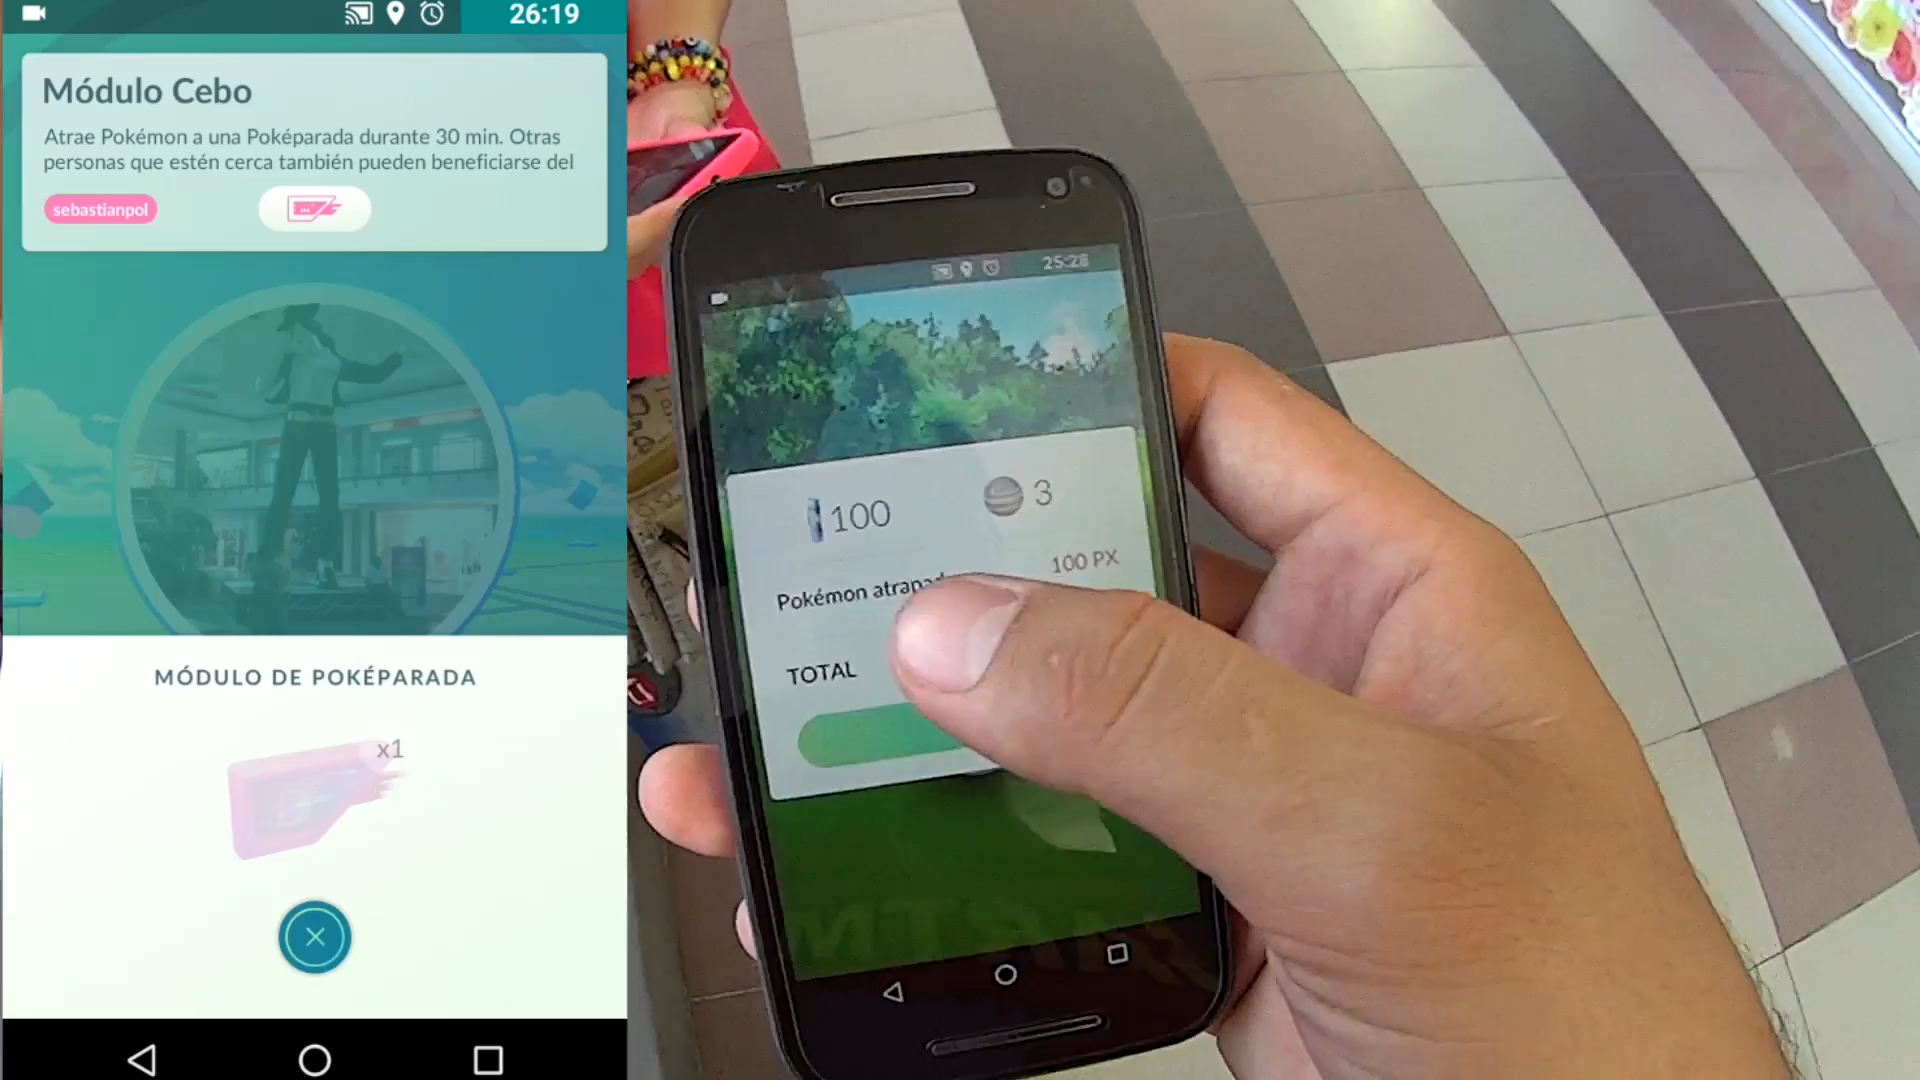 26:19
Módulo Cebo
Atrae Pokémon a una Poképarada durante 30 min. Otras
personas que estén cerca también pueden beneficiarse del
sebastianpol
MÓDULO DE POKÉPARADA
x1
25:28
100
3
100 PX
Pokémon atrapad
TOTAL